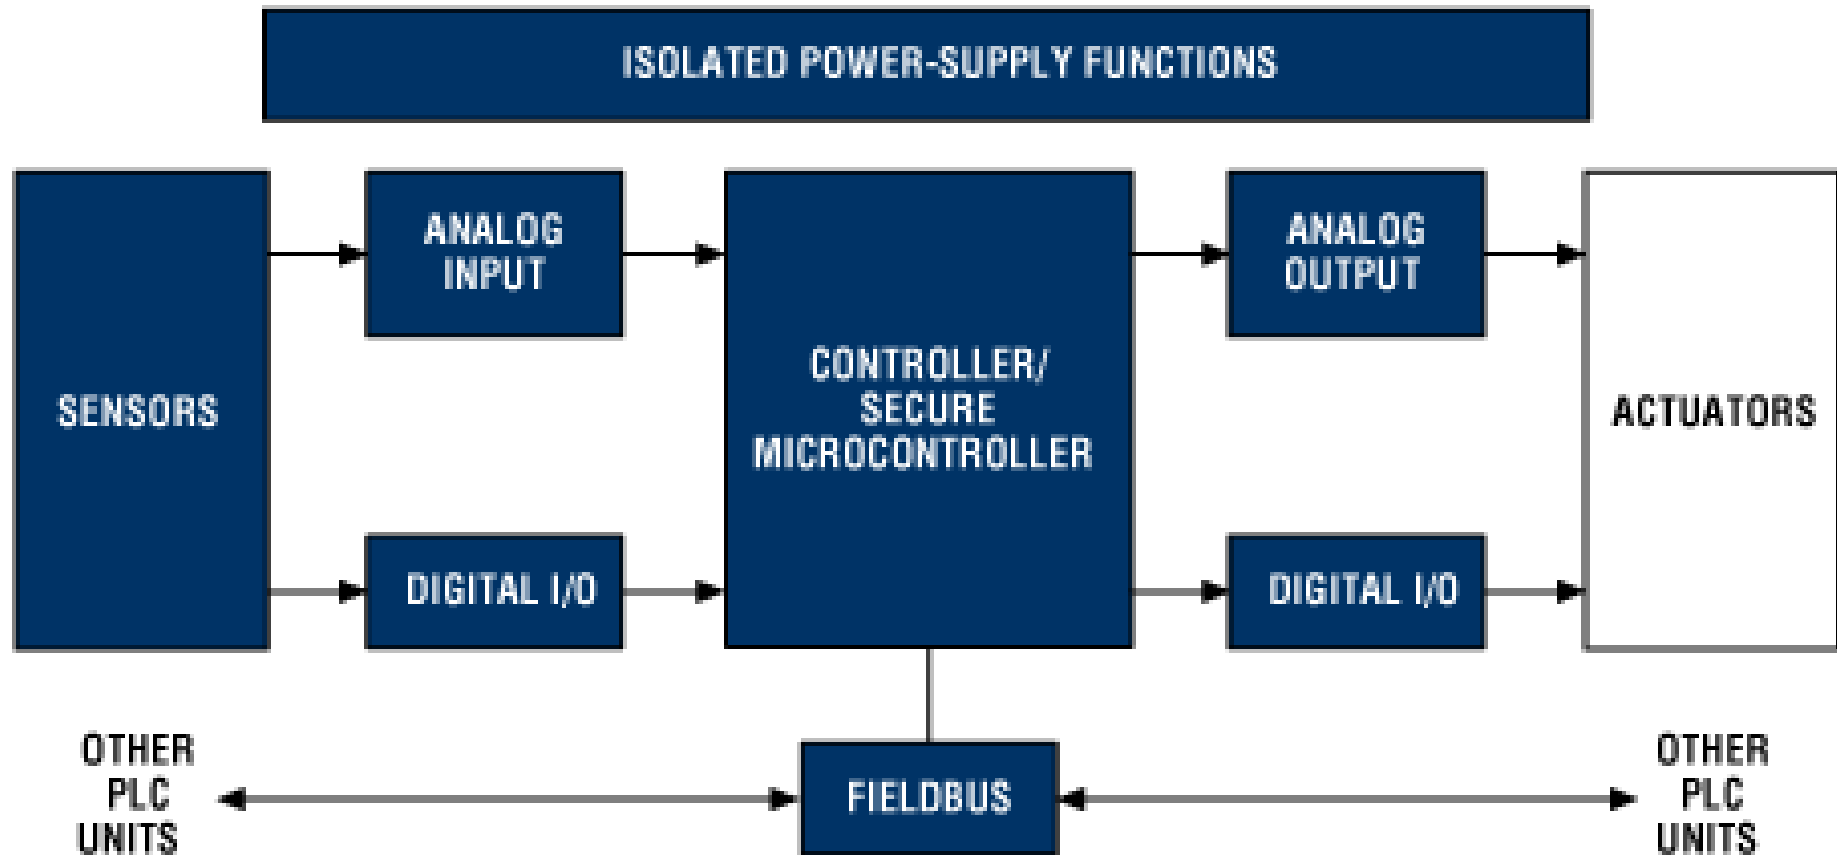 ISOLATED POWER-SUPPLY FUNCTIONS
SENSORS
ANALOG
INPUT
DIGITAL I/O
CONTROLLER/
SECURE
MICROCONTROLLER
ANALOG
OUTPUT
DIGITAL I/O
ACTUATORS
OTHER
PLC
UNITS
FIELDBUS
OTHER
PLC
UNITS